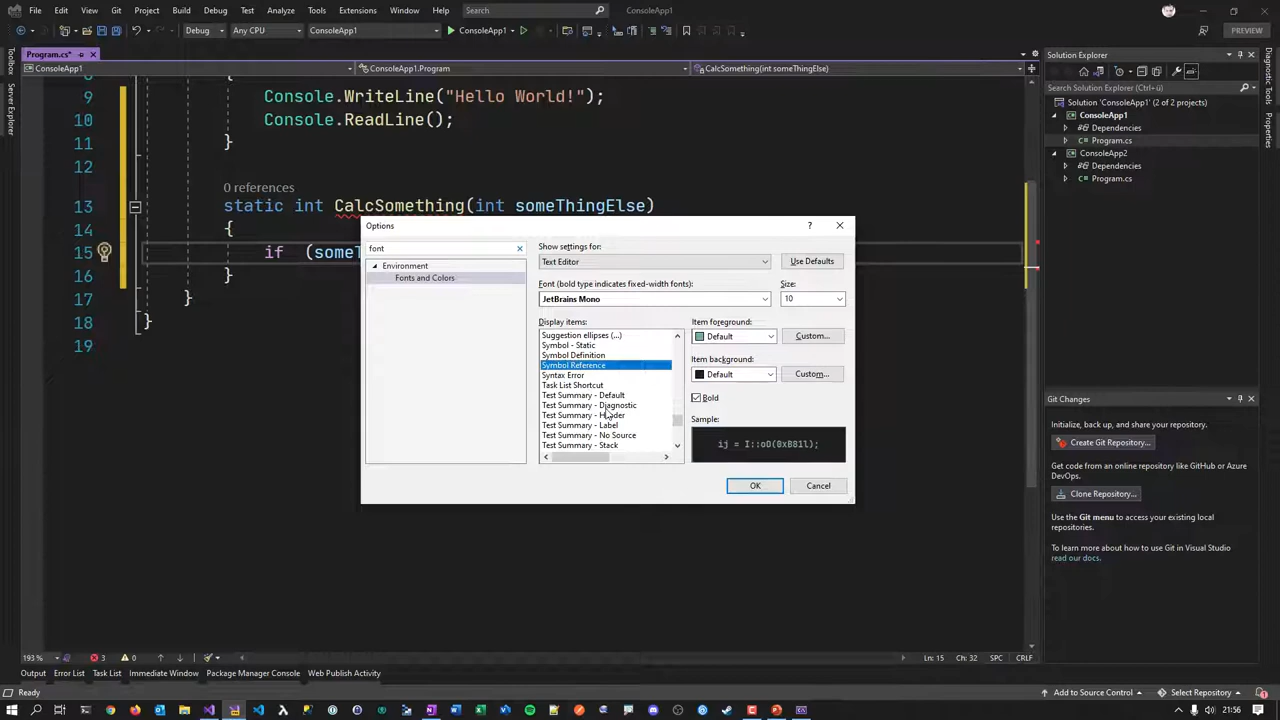 File Edit View Git Project Build Debug Test Analyze Tools Extensions Window Help Search ConsoleApp1
Debug Any CPU ConsoleApp1 ConsoleApp1 PREVIEW
Program.cs*
ConsoleApp1 ConsoleApp1.Program CalcSomething(int someThingElse)
Toolbox
Server Explorer
8 {
9 Console.WriteLine("Hello World!");
10 Console.ReadLine();
11 }
12
0 references
13 static int CalcSomething(int someThingElse)
14 {
15 if (someT
16 }
17 }
18 }
19
Options
font
Environment
Fonts and Colors
Show settings for:
Text Editor
Use Defaults
Font (bold type indicates fixed-width fonts):
Size:
JetBrains Mono
10
Display items:
Suggestion ellipses (...)
Symbol - Static
Symbol Definition
Symbol Reference
Syntax Error
Task List Shortcut
Test Summary - Default
Test Summary - Diagnostic
Test Summary - Header
Test Summary - Label
Test Summary - No Source
Test Summary - Stack
Item foreground:
Default
Custom...
Item background:
Default
Custom...
Bold
Sample:
ij = I::oO(0xB81l);
OK
Cancel
Solution Explorer
Search Solution Explorer (Ctrl+ü)
Solution 'ConsoleApp1' (2 of 2 projects)
ConsoleApp1
Dependencies
C# Program.cs
ConsoleApp2
Dependencies
C# Program.cs
Diagnostic Tools
Properties
Git Changes
Initialize, back up, and share your repository.
Create Git Repository...
Get code from an online repository like GitHub or Azure
DevOps.
Clone Repository...
Use the Git menu to access your existing local
repositories.
To learn more about how to use Git in Visual Studio
read our docs.
193 % 3 0 Ln: 15 Ch: 32 SPC CRLF
Output Error List Task List Immediate Window Package Manager Console Web Publish Activity
Ready Add to Source Control Select Repository
21:56